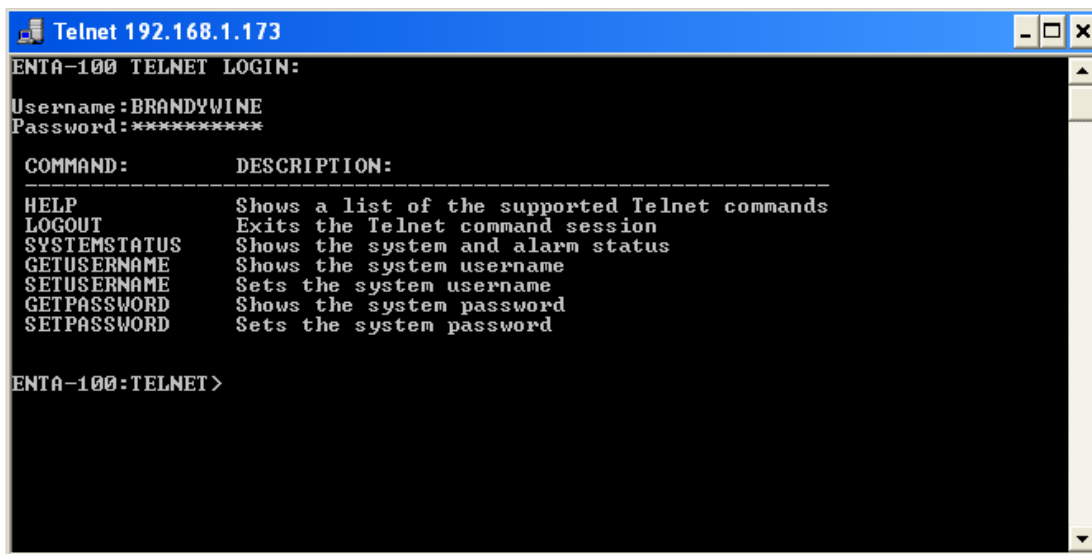 Telnet 192.168.1.173
ENTA-100 TELNET LOGIN:
Username:BRANDYWINE
Password:**********
COMMAND: DESCRIPTION:
------------------------------------------------------------
HELP Shows a list of the supported Telnet commands
LOGOUT Exits the Telnet command session
SYSTEMSTATUS Shows the system and alarm status
GETUSERNAME Shows the system username
SETUSERNAME Sets the system username
GETPASSWORD Shows the system password
SETPASSWORD Sets the system password
ENTA-100:TELNET>